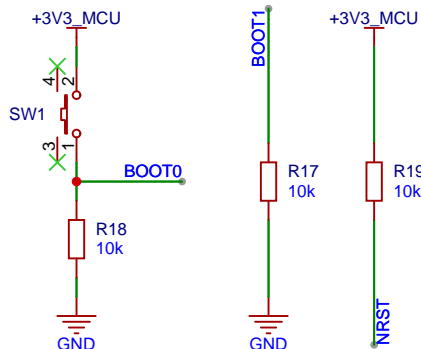 +3V3_MCU
4
2
SW1
3
1
BOOT0
R18
10k
GND
BOOT1
R17
10k
GND
+3V3_MCU
R19
10k
NRST